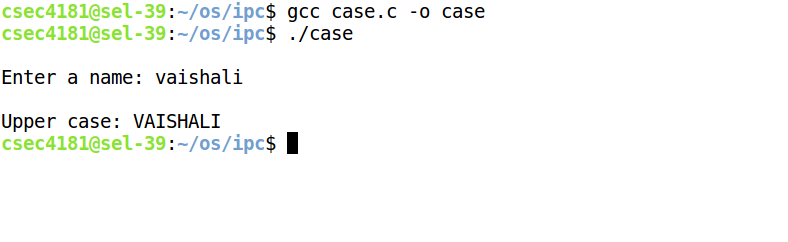 csec4181@sel-39:~/os/ipc$ gcc case.c -o case
csec4181@sel-39:~/os/ipc$ ./case
Enter a name: vaishali
Upper case: VAISHALI
csec4181@sel-39:~/os/ipc$